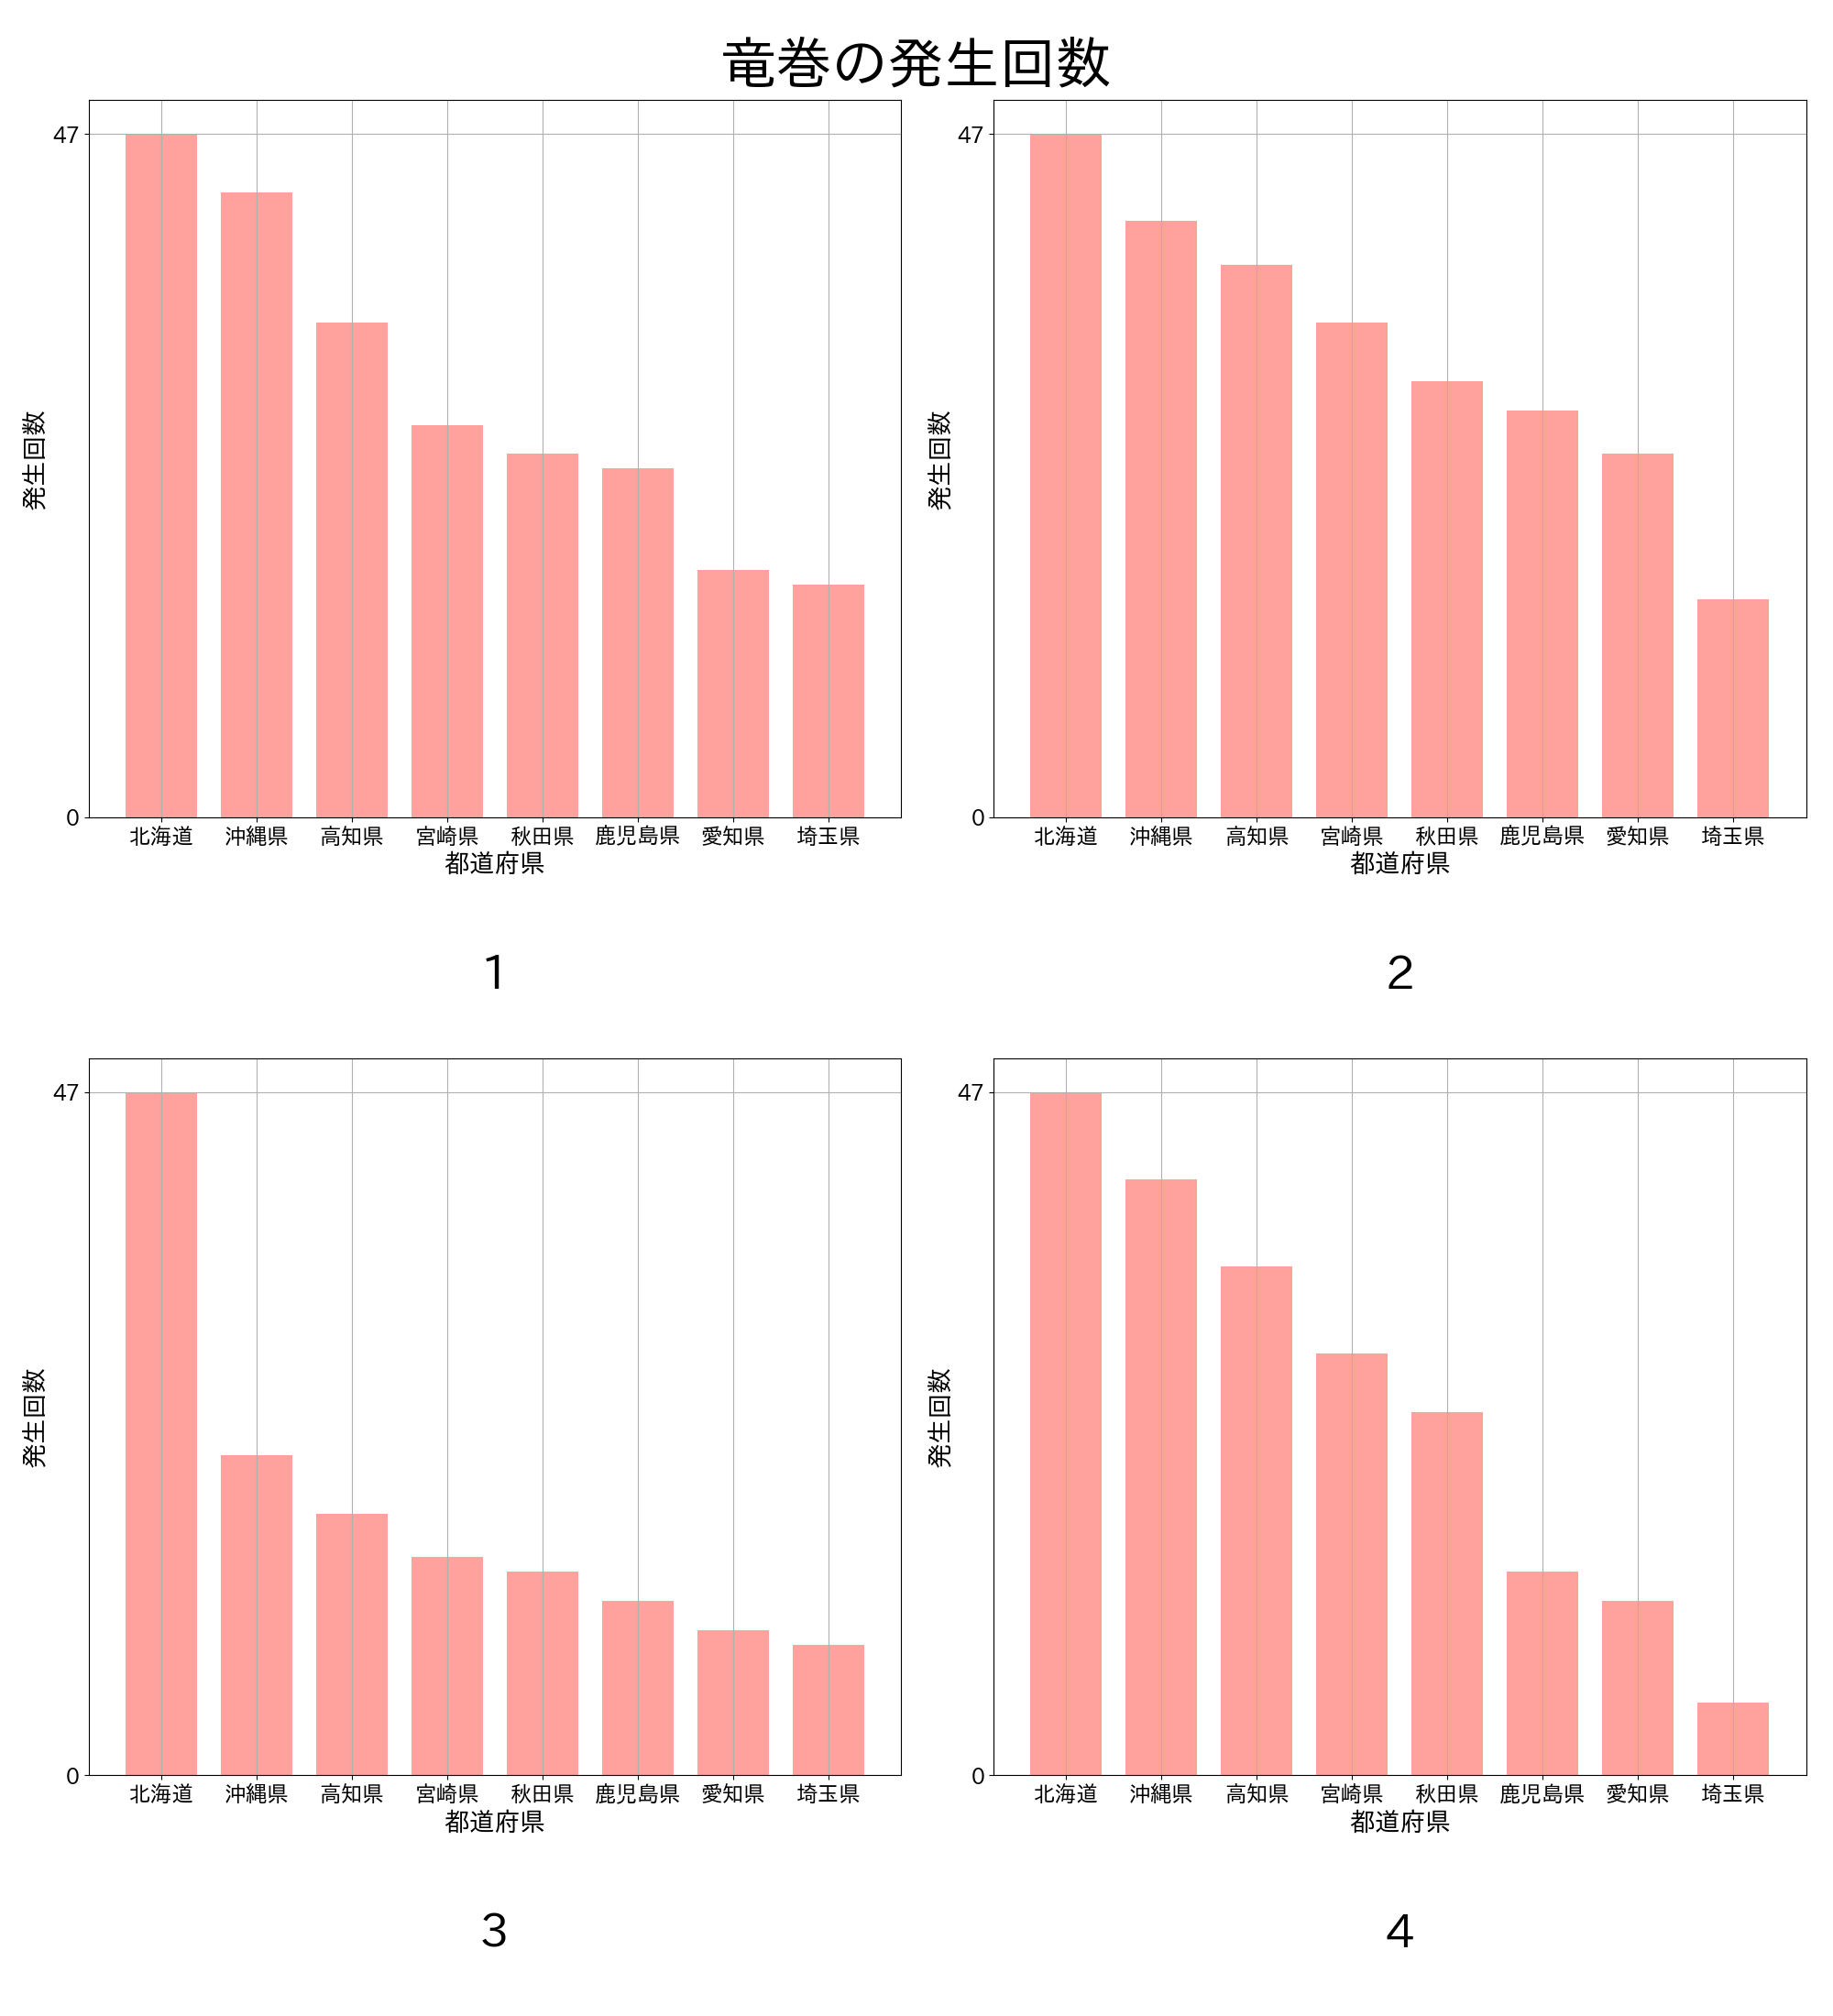 竜巻の発生回数
47
0
発生回数
北海道 沖縄県 高知県 宮崎県 秋田県 鹿児島県 愛知県 埼玉県
都道府県
1
47
0
発生回数
北海道 沖縄県 高知県 宮崎県 秋田県 鹿児島県 愛知県 埼玉県
都道府県
2
47
0
発生回数
北海道 沖縄県 高知県 宮崎県 秋田県 鹿児島県 愛知県 埼玉県
都道府県
3
47
0
発生回数
北海道 沖縄県 高知県 宮崎県 秋田県 鹿児島県 愛知県 埼玉県
都道府県
4